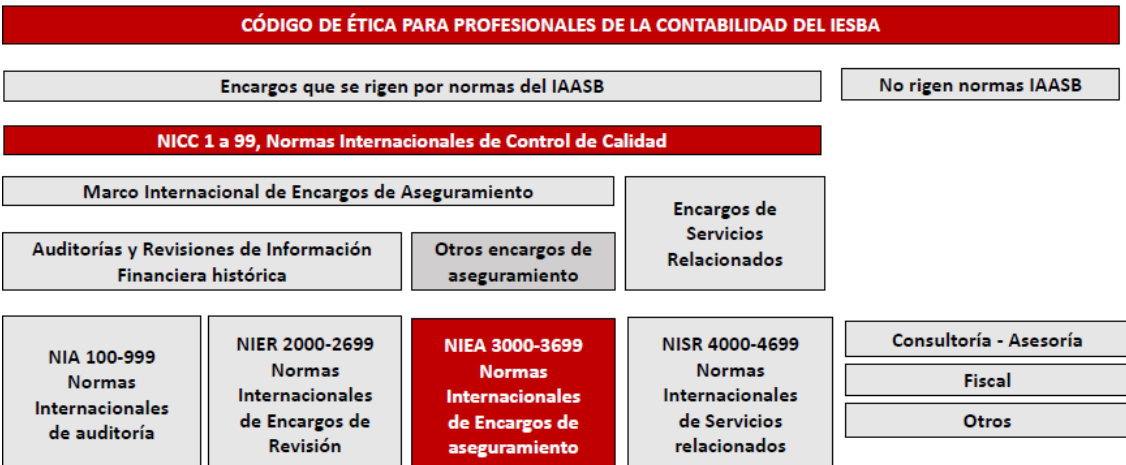 CÓDIGO DE ÉTICA PARA PROFESIONALES DE LA CONTABILIDAD DEL IESBA
Encargos que se rigen por normas del IAASB
No rigen normas IAASB
NICC 1 a 99, Normas Internacionales de Control de Calidad
Marco Internacional de Encargos de Aseguramiento
Encargos de
Servicios
Relacionados
Auditorías y Revisiones de Información
Financiera histórica
Otros encargos de
aseguramiento
NIA 100-999
Normas
Internacionales
de auditoría
NIER 2000-2699
Normas
Internacionales
de Encargos de
Revisión
NIEA 3000-3699
Normas
Internacionales
de Encargos de
aseguramiento
NISR 4000-4699
Normas
Internacionales
de Servicios
relacionados
Consultoría - Asesoría
Fiscal
Otros